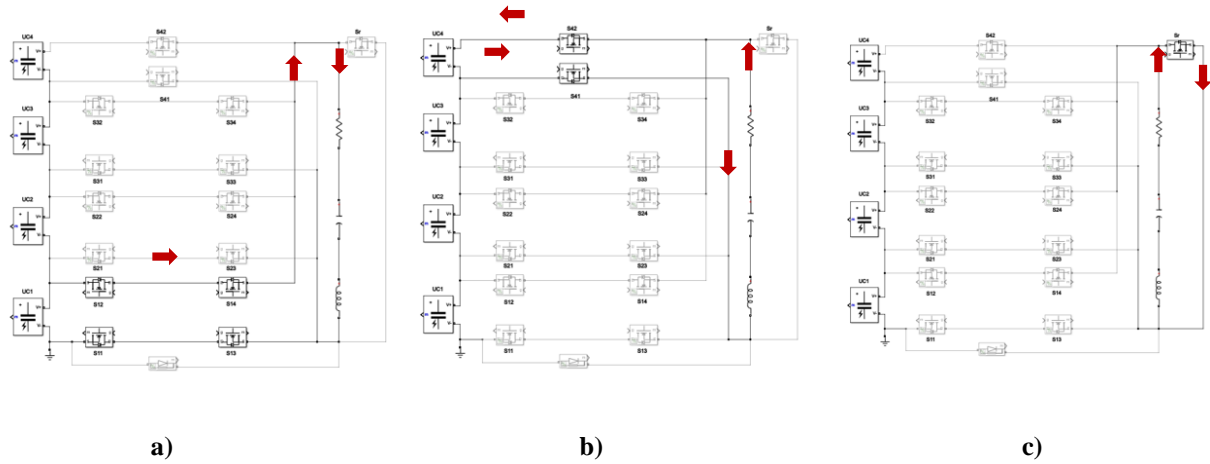 S42
Sr
UC4
V+
V-
S41
S32
S34
UC3
V+
V-
S31
S33
S22
S24
UC2
V+
V-
S21
S23
S12
S14
UC1
V+
V-
S11
S13
a)
S42
Sr
UC4
V+
V-
S41
S32
S34
UC3
V+
V-
S31
S33
S22
S24
UC2
V+
V-
S21
S23
S12
S14
UC1
V+
V-
S11
S13
b)
S42
Sr
UC4
V+
V-
S41
S32
S34
UC3
V+
V-
S31
S33
S22
S24
UC2
V+
V-
S21
S23
S12
S14
UC1
V+
V-
S11
S13
c)